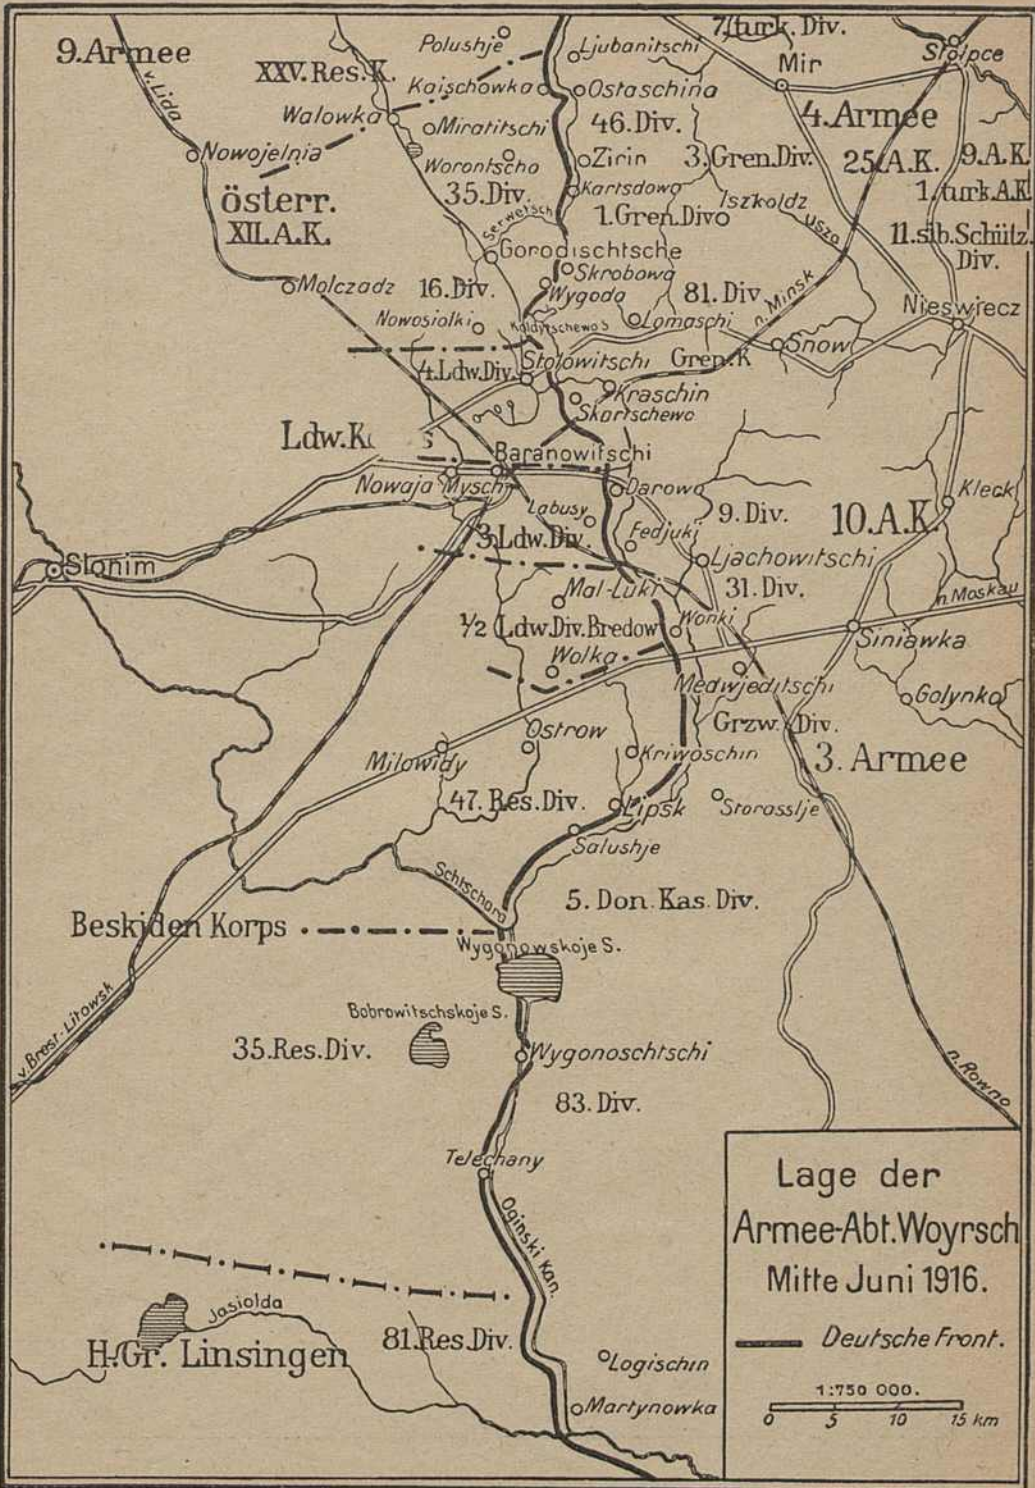 7. turk. Div.
Polushje
Ljubanitschi
Stolpce
9. Armee
XXV. Res. K.
Mir
v. Lida
Kaischowka
Ostaschina
Walowka
Miratitschi
46. Div.
4. Armee
Nowojelnia
Worontscho
Zirin
3. Gren. Div.
25. A.K.
9. A.K.
35. Div.
Kartsdowo
1. turk. A.K.
österr.
XII. A.K.
Serwetsch
1. Gren. Divo
Iszkoldz
Usza
11. sib. Schütz.
Div.
Gorodischtsche
Skrobowa
Molczadz
16. Div.
Wygoda
81. Div.
n. Minsk
Nieswiecz
Nowosiolki
Koldytschewo S
Lomaschi
Snow
4. Ldw. Div.
Stolowitschi
Gren. K
Kraschin
Skartschewo
Ldw. K
s
Baranowitschi
Nowaja Mysch
Darowo
Kleck
Labusy
9. Div.
10. A.K.
3. Ldw. Div.
Fedjuki
Slonim
Ljachowitschi
Mal-Luki
31. Div.
n. Moskau
½ Ldw. Div. Bredow
Wonki
Siniawka
Wolka
Medwjeditschi
Golynka
Ostrow
Grzw. Div.
Milowidy
Kriwoschin
3. Armee
47. Res. Div.
Lipsk
Storasslje
Salushje
Schtschara
5. Don. Kas. Div.
Beskiden Korps
Wygonowskoje S.
v. Brest-Litowsk
Bobrowitschskoje S.
35. Res. Div.
Wygonoschtschi
n. Rowno
83. Div.
Telechany
Oginski Kan.
Jasiolda
H. Gr. Linsingen
81. Res. Div.
Logischin
Martynowka
Lage der
Armee-Abt. Woyrsch
Mitte Juni 1916.
Deutsche Front.
1:750 000.
0 5 10 15 km